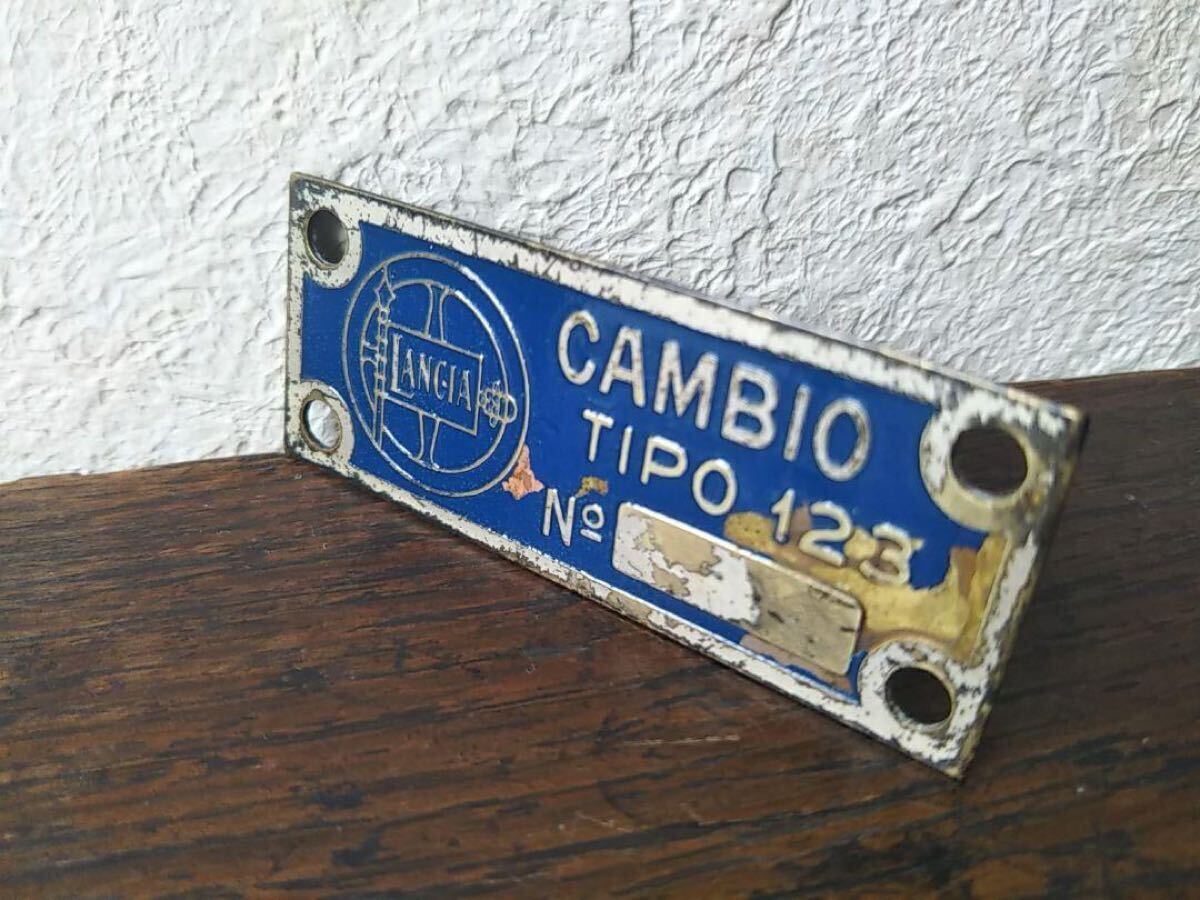 LANCIA
CAMBIO
TIPO 123
Nº